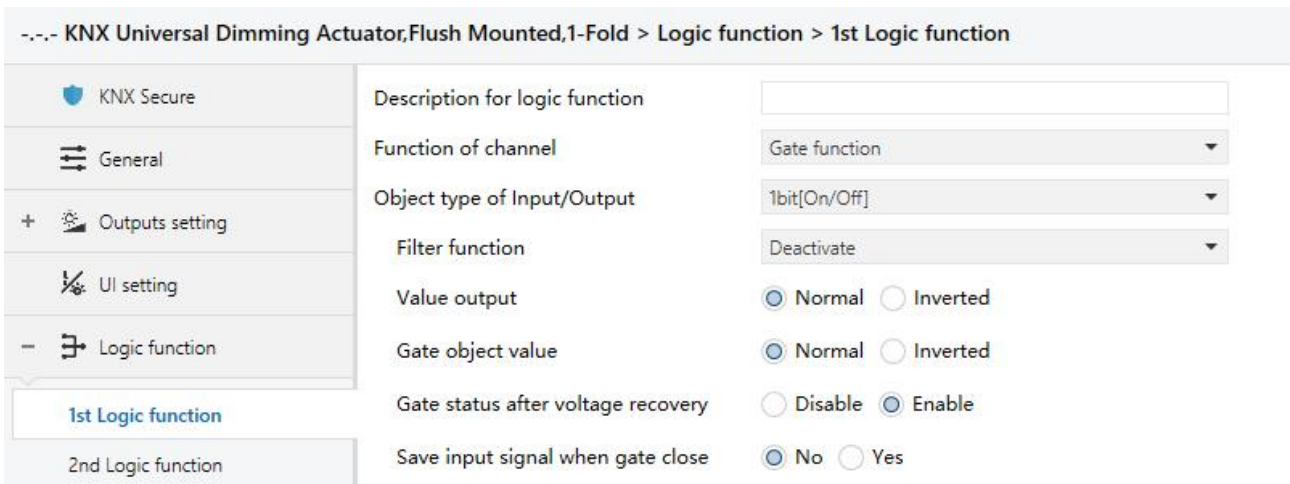 -.-.- KNX Universal Dimming Actuator,Flush Mounted,1-Fold > Logic function > 1st Logic function
KNX Secure
Description for logic function
General
Function of channel Gate function
Object type of Input/Output 1bit[On/Off]
+ Outputs setting
Filter function Deactivate
UI setting
Value output Normal Inverted
- Logic function
Gate object value Normal Inverted
1st Logic function
Gate status after voltage recovery Disable Enable
2nd Logic function
Save input signal when gate close No Yes